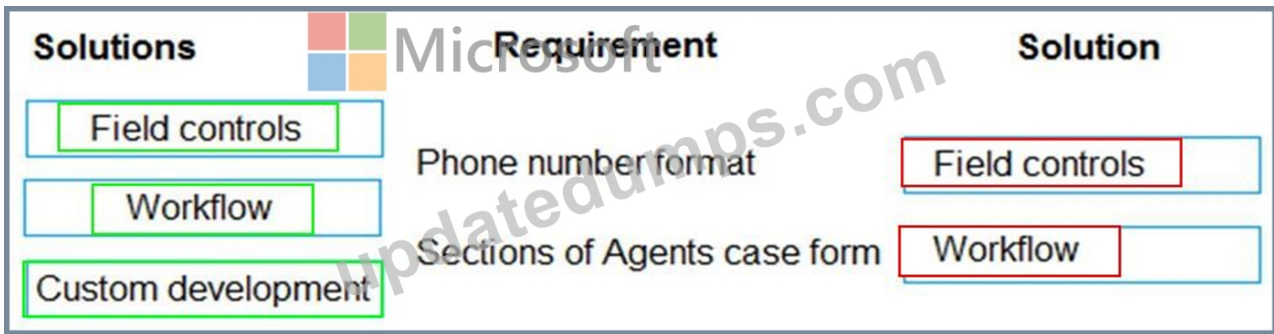 Solutions Microsoft Requirement Solution
Field controls
Phone number format Field controls
Workflow
Sections of Agents case form Workflow
Custom development
updatedumps.com